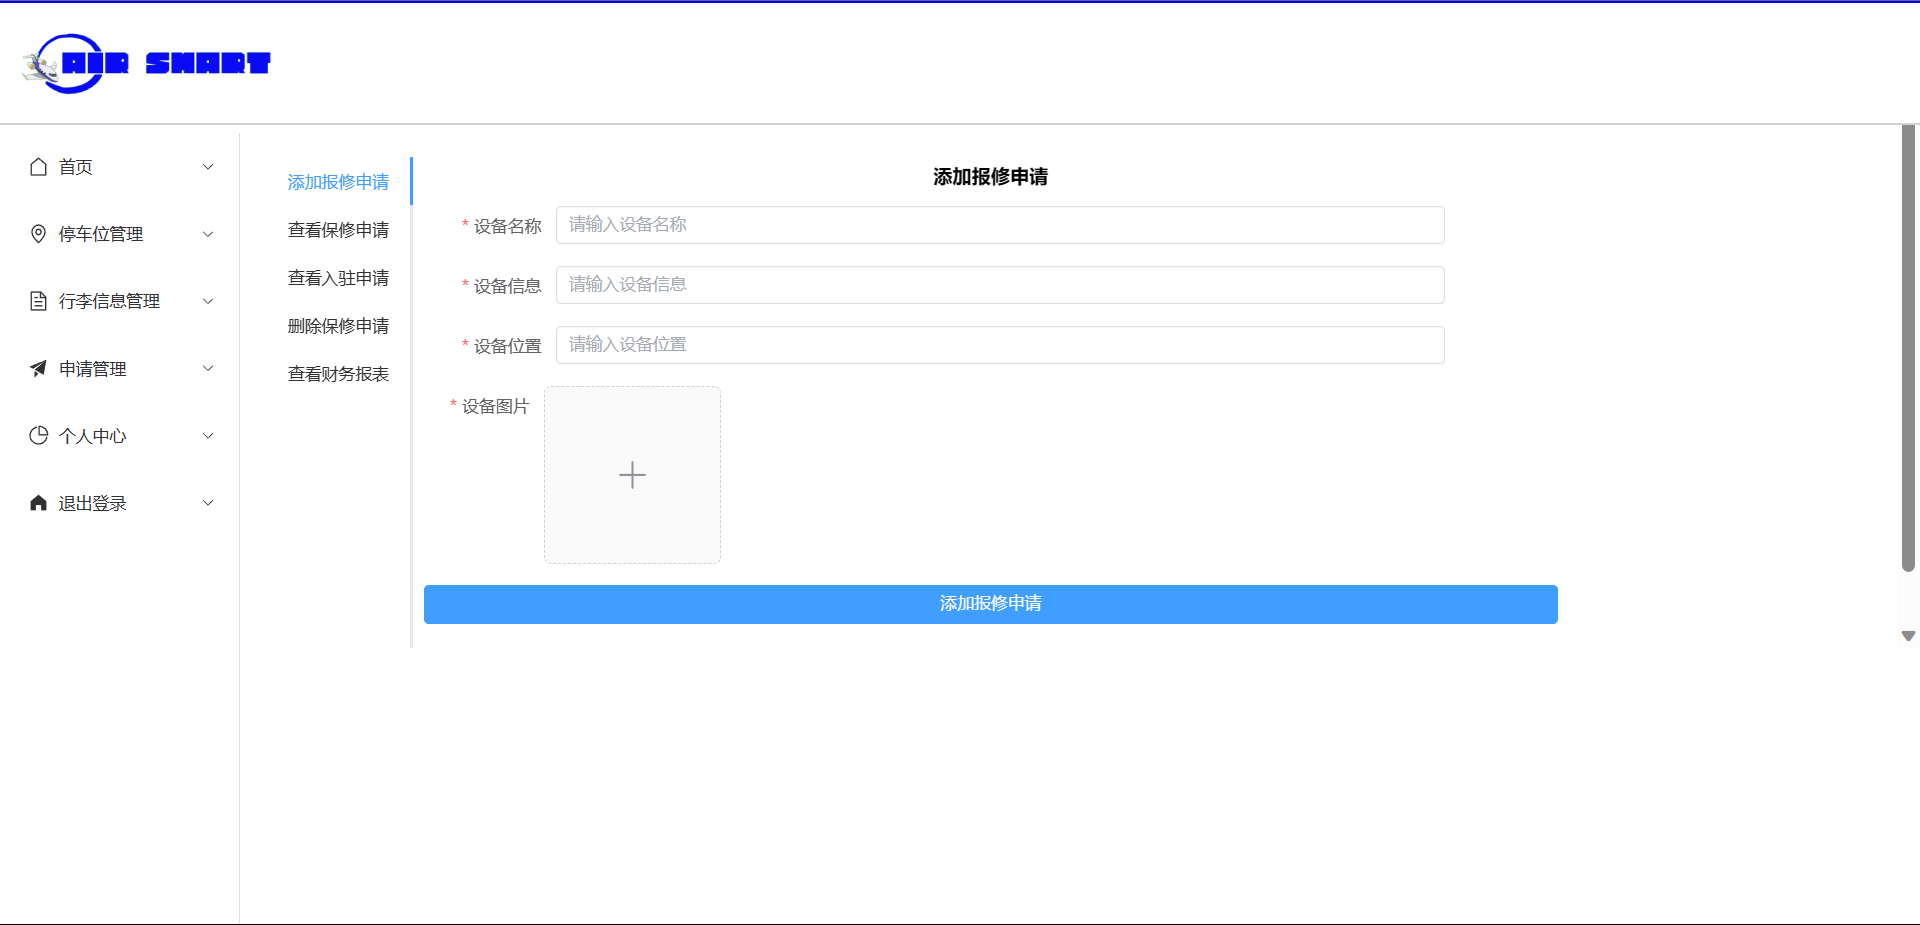 AIR SMART
首页
停车位管理
行李信息管理
申请管理
个人中心
退出登录
添加报修申请
查看保修申请
查看入驻申请
删除保修申请
查看财务报表
添加报修申请
* 设备名称 请输入设备名称
* 设备信息 请输入设备信息
* 设备位置 请输入设备位置
* 设备图片
添加报修申请